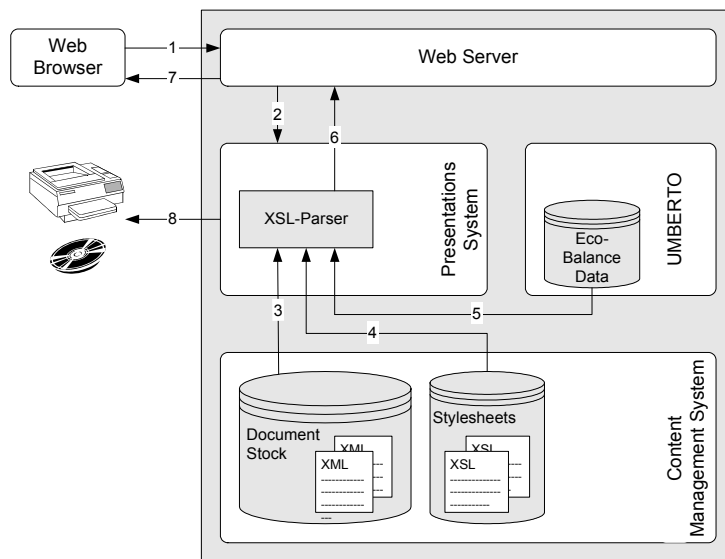 Web
Browser
1
7
Web Server
2
6
XSL-Parser
Presentations
System
8
Eco-
Balance
Data
UMBERTO
3
4
5
Document
Stock
XML
XML
Stylesheets
XSL
XSL
Content
Management System